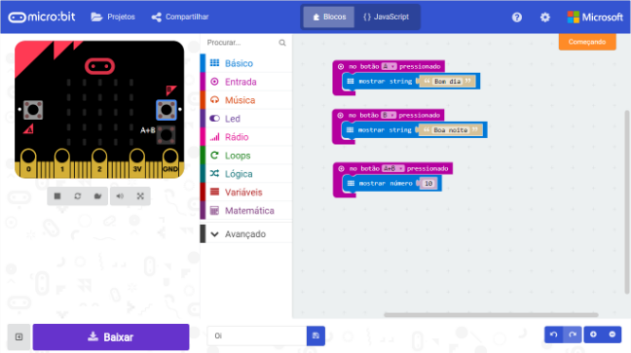 micro:bit Projetos Compartilhar Blocos {} JavaScript ? Microsoft
Começando
Procurar...
Básico
Entrada
Música
Led
Rádio
Loops
Lógica
Variáveis
Matemática
Avançado
A+B
0 1 2 3V GND
no botão A pressionado
mostrar string " Bom dia "
no botão B pressionado
mostrar string " Boa noite "
no botão A+B pressionado
mostrar número 10
Baixar
Oi